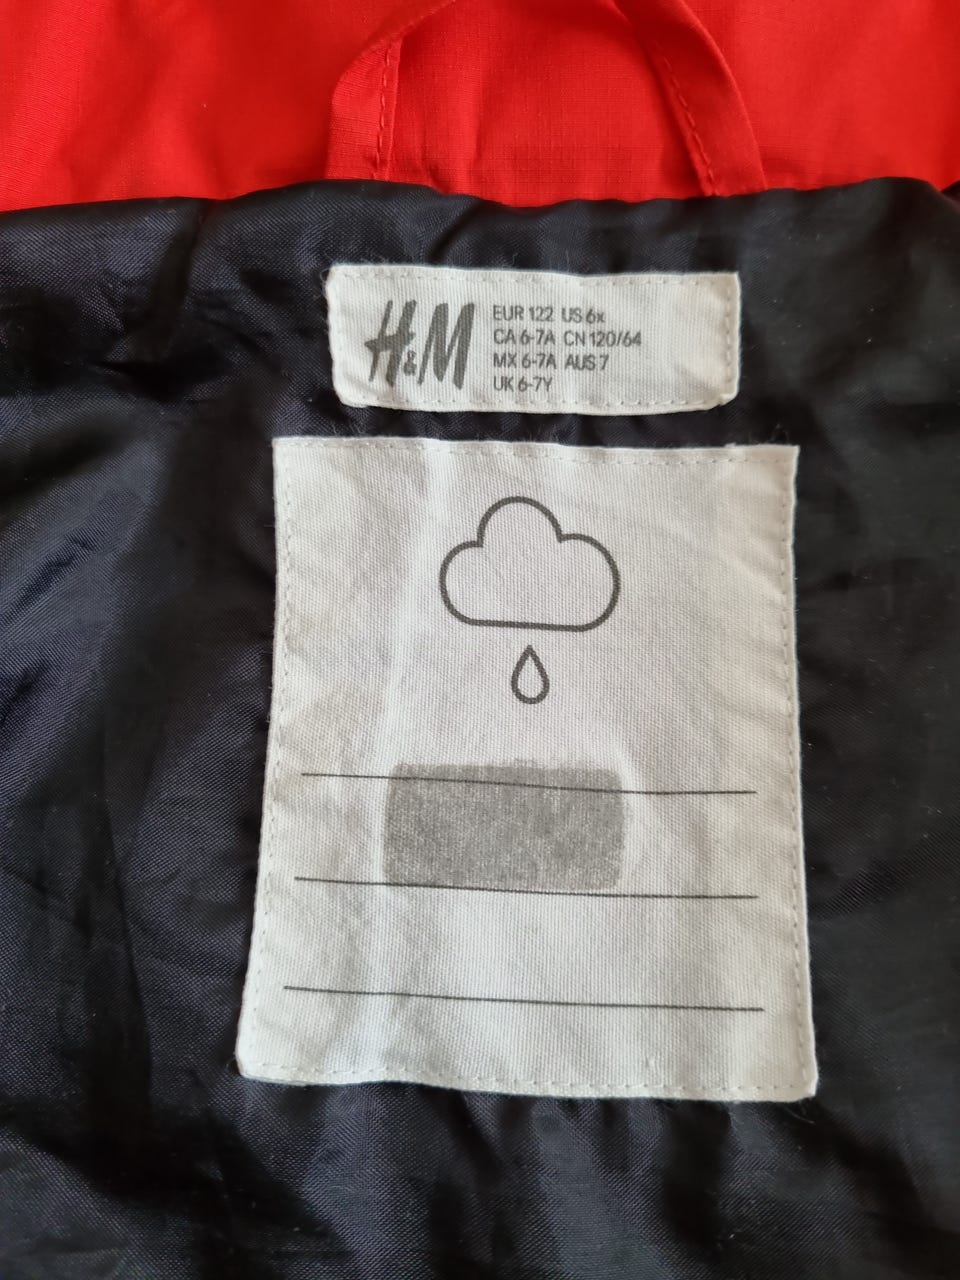 H&M
EUR 122 US 6x
CA 6-7A CN 120/64
MX 6-7A AUS 7
UK 6-7Y